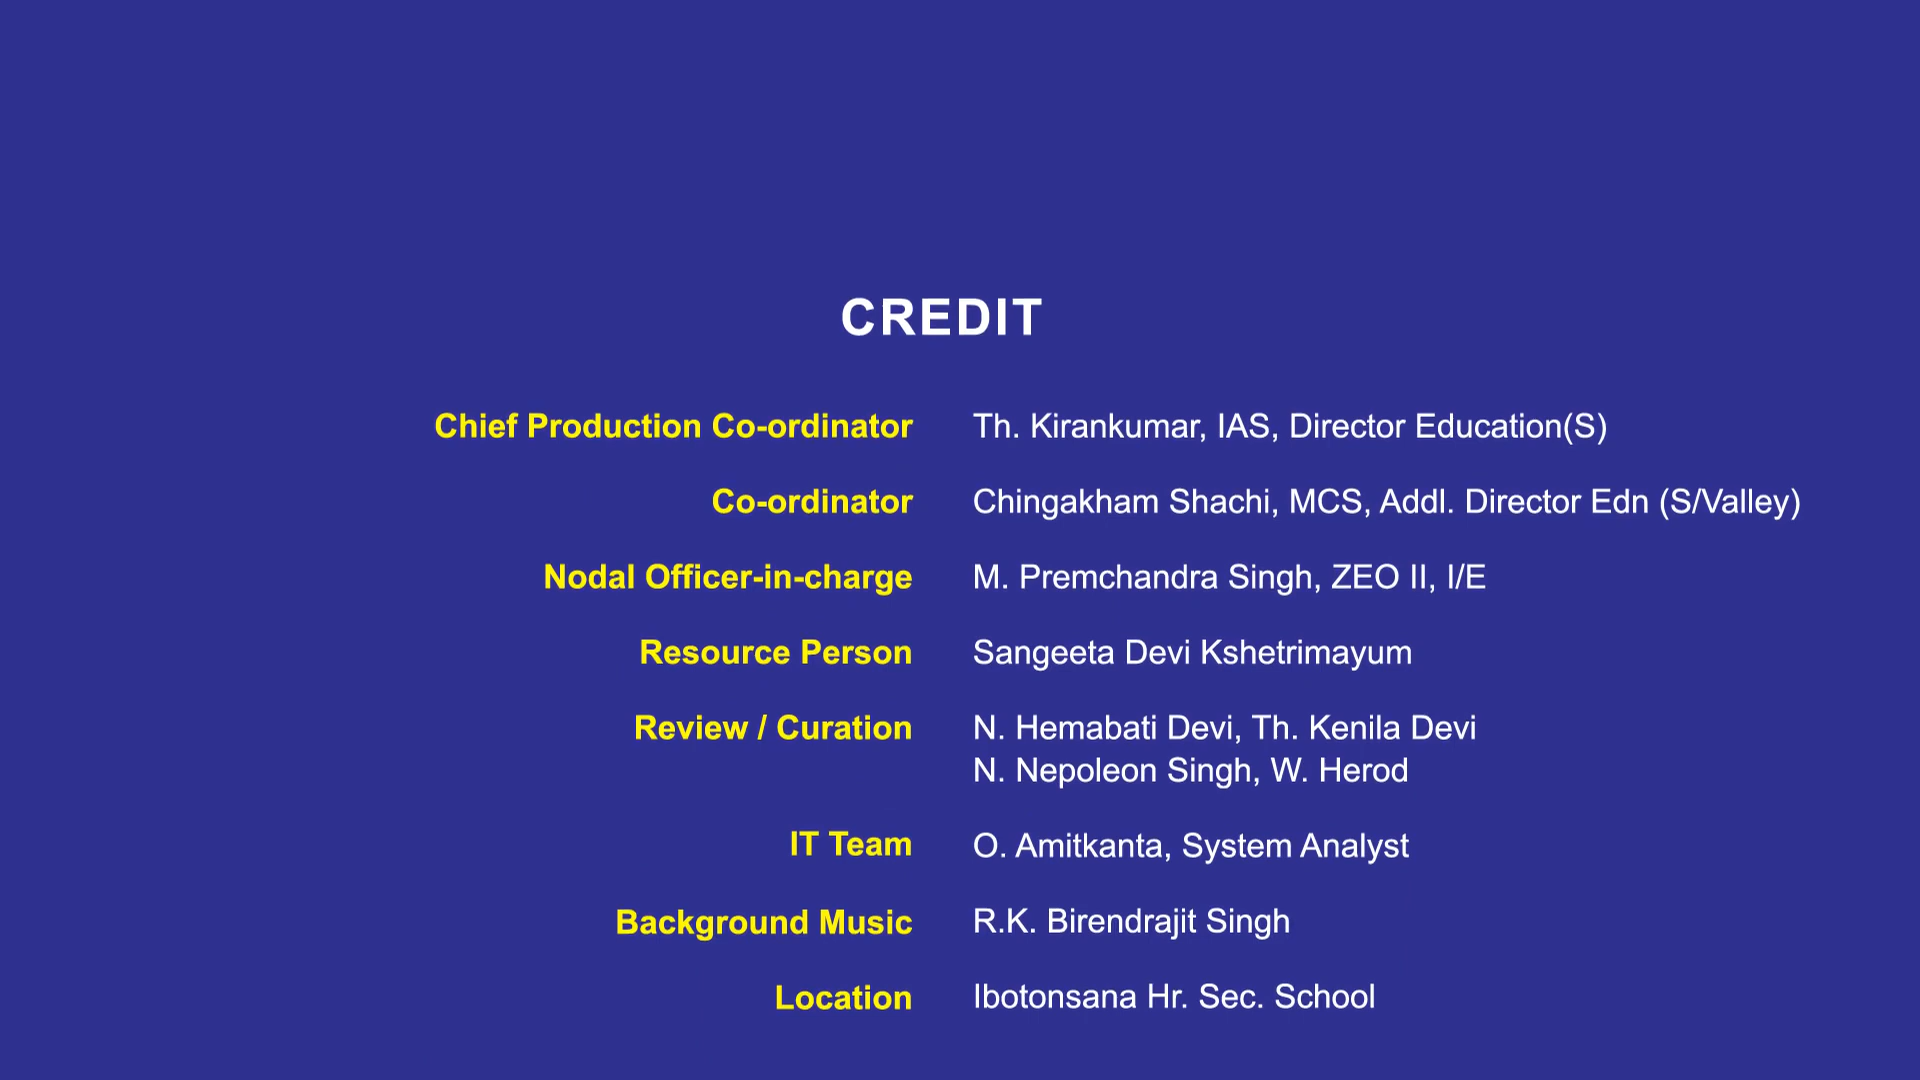 CREDIT
Chief Production Co-ordinator Th. Kirankumar, IAS, Director Education(S)
Co-ordinator Chingakham Shachi, MCS, Addl. Director Edn (S/Valley)
Nodal Officer-in-charge M. Premchandra Singh, ZEO II, I/E
Resource Person Sangeeta Devi Kshetrimayum
Review / Curation N. Hemabati Devi, Th. Kenila Devi
N. Nepoleon Singh, W. Herod
IT Team O. Amitkanta, System Analyst
Background Music R.K. Birendrajit Singh
Location Ibotonsana Hr. Sec. School